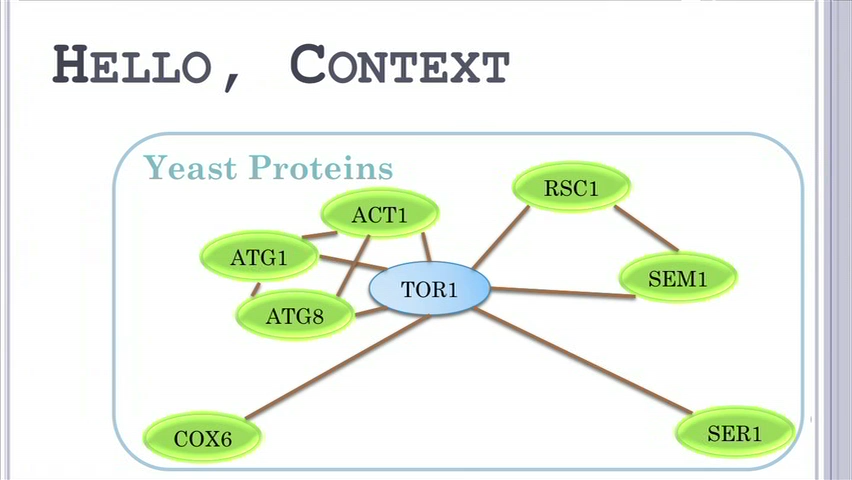 HELLO, CONTEXT
Yeast Proteins
RSC1
ACT1
ATG1
SEM1
TOR1
ATG8
COX6
SER1